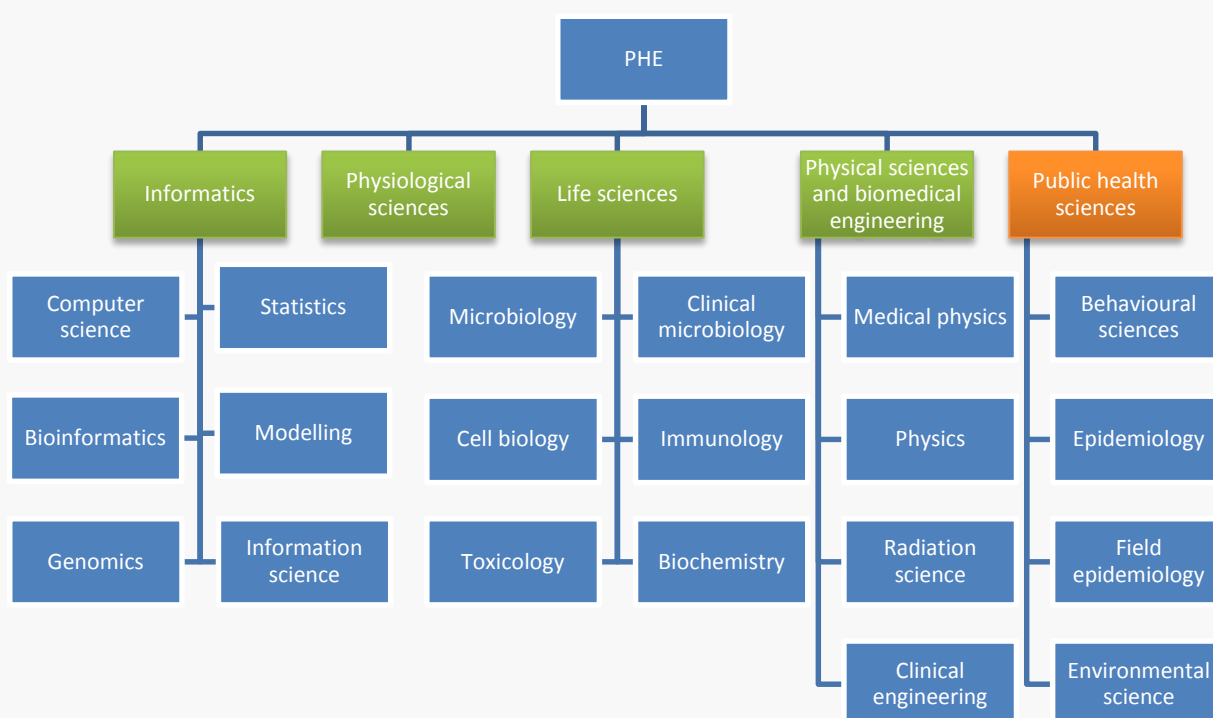 PHE
Informatics
Physiological
sciences
Life sciences
Physical sciences
and biomedical
engineering
Public health
sciences
Computer
science
Statistics
Microbiology
Clinical
microbiology
Medical physics
Behavioural
sciences
Bioinformatics
Modelling
Cell biology
Immunology
Physics
Epidemiology
Genomics
Information
science
Toxicology
Biochemistry
Radiation
science
Field
epidemiology
Clinical
engineering
Environmental
science